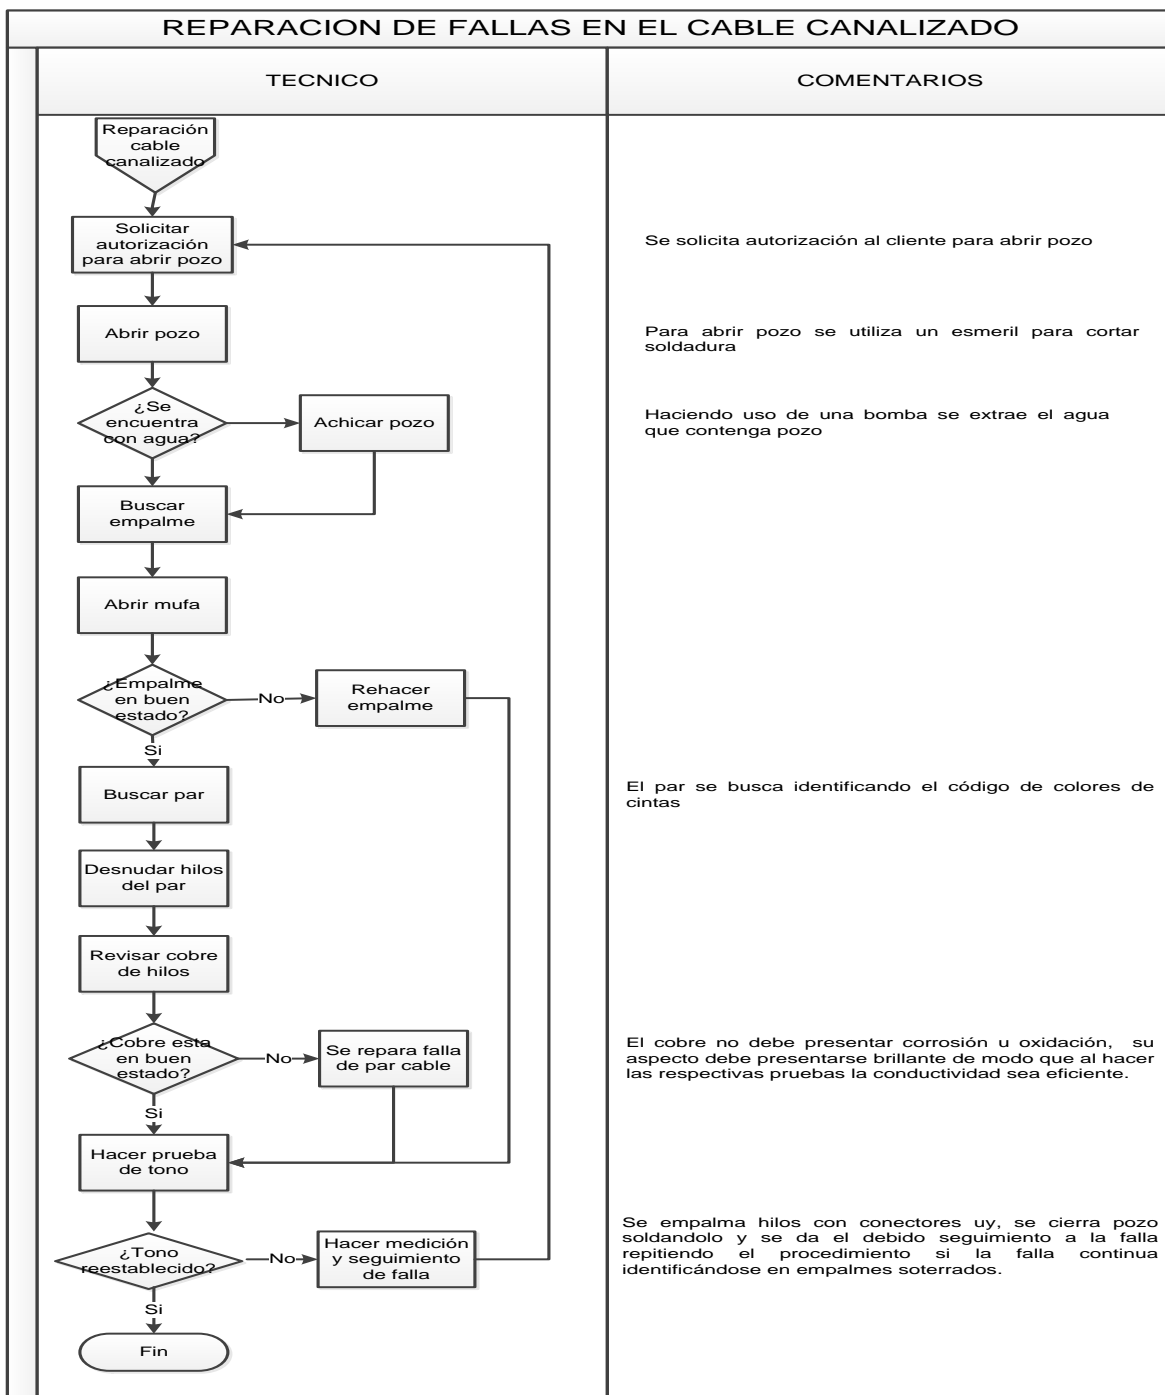 REPARACION DE FALLAS EN EL CABLE CANALIZADO
TECNICO
COMENTARIOS
Reparación
cable
canalizado
Solicitar
autorización
para abrir pozo
Se solicita autorización al cliente para abrir pozo
Abrir pozo
Para abrir pozo se utiliza un esmeril para cortar
soldadura
¿Se
encuentra
con agua?
Achicar pozo
Haciendo uso de una bomba se extrae el agua
que contenga pozo
Buscar
empalme
Abrir mufa
¿Empalme
en buen
estado?
No
Rehacer
empalme
Si
Buscar par
El par se busca identificando el código de colores de
cintas
Desnudar hilos
del par
Revisar cobre
de hilos
¿Cobre esta
en buen
estado?
No
Se repara falla
de par cable
El cobre no debe presentar corrosión u oxidación, su
aspecto debe presentarse brillante de modo que al hacer
las respectivas pruebas la conductividad sea eficiente.
Si
Hacer prueba
de tono
¿Tono
reestablecido?
No
Hacer medición
y seguimiento
de falla
Se empalma hilos con conectores uy, se cierra pozo
soldandolo y se da el debido seguimiento a la falla
repitiendo el procedimiento si la falla continua
identificándose en empalmes soterrados.
Si
Fin